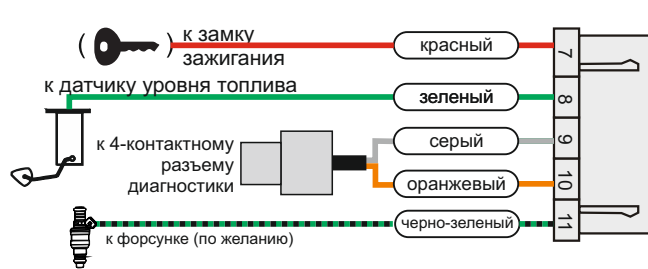 к замку
зажигания
красный
7
к датчику уровня топлива
зеленый
8
к 4-контактному
разъему
диагностики
серый
9
оранжевый
10
черно-зеленый
11
к форсунке (по желанию)